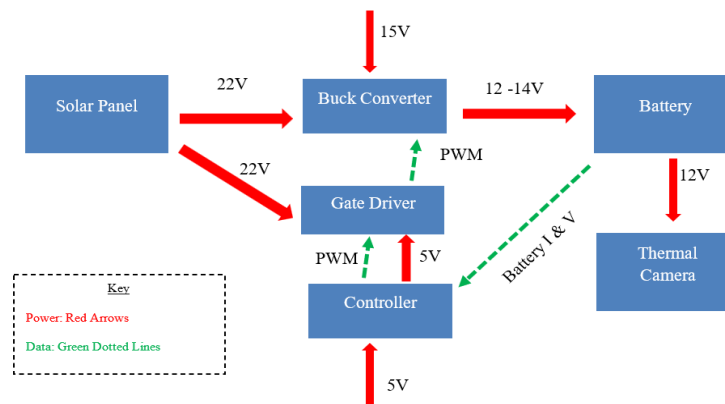 15V
Solar Panel
22V
Buck Converter
12 -14V
Battery
PWM
22V
12V
Gate Driver
Battery I & V
PWM
5V
Thermal
Camera
Controller
Key
Power: Red Arrows
Data: Green Dotted Lines
5V